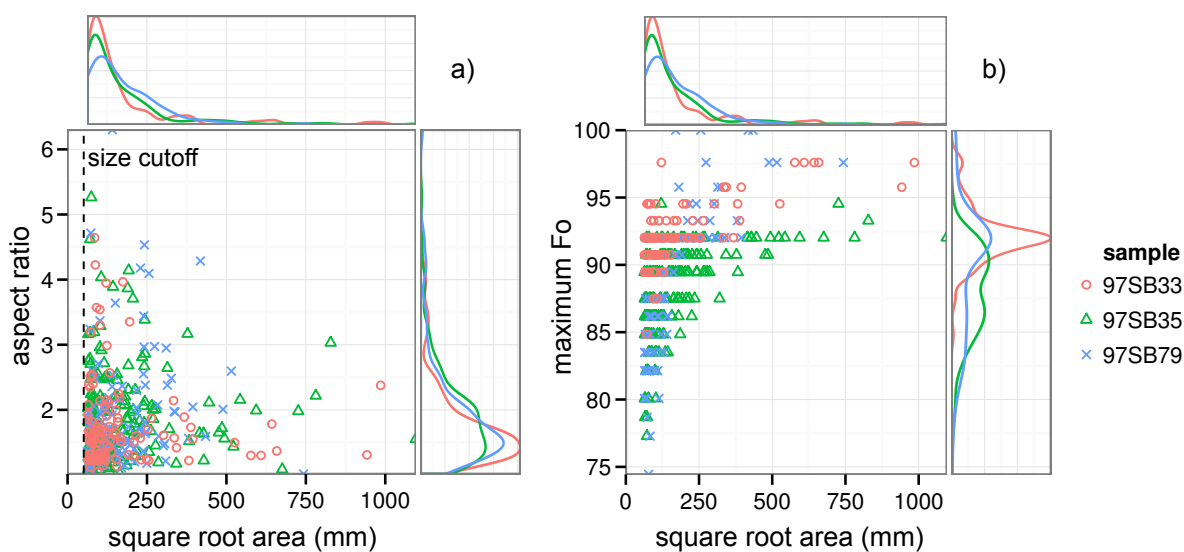 a)
b)
size cutoff
aspect ratio
6
5
4
3
2
0
250
500
750
1000
square root area (mm)
maximum Fo
100
95
90
85
80
75
0
250
500
750
1000
square root area (mm)
sample
97SB33
97SB35
97SB79